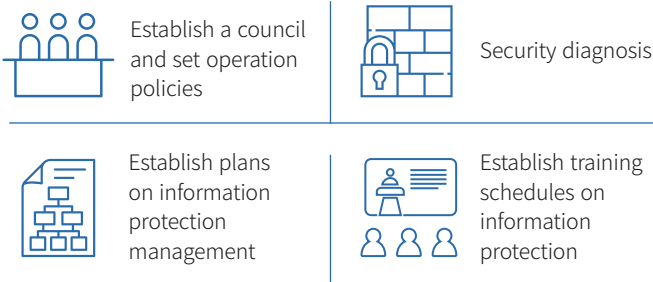 Establish a council
and set operation
policies
Security diagnosis
Establish plans
on information
protection
management
Establish training
schedules on
information
protection